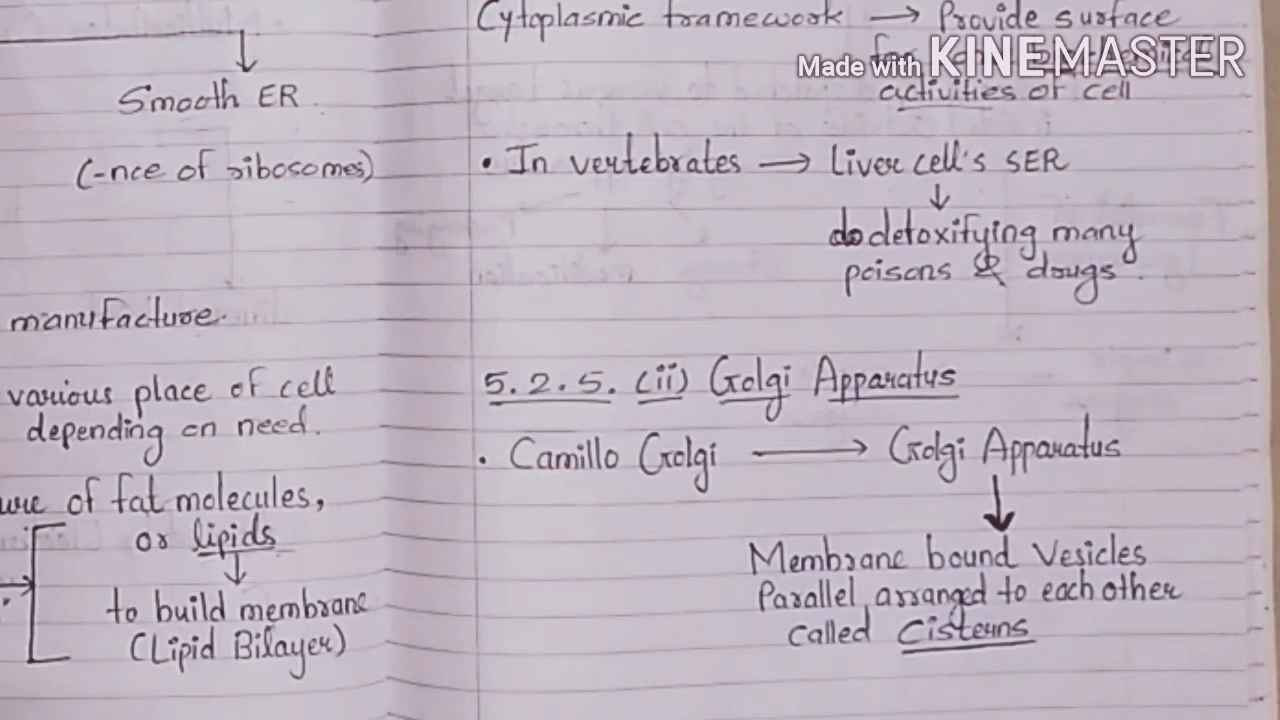 Smooth ER
(-nce of ribosomes)
manufacture.
various place of cell
depending on need.
of fat molecules,
or lipids
to build membrane
(Lipid Bilayer)
Cytoplasmic framework → Provide surface
for
Made with KINEMASTER
activities of cell
• In vertebrates → Liver cell's SER
↓
do detoxifying many
poisons & drugs.
5.2.5. (ii) Golgi Apparatus
• Camillo Golgi → Golgi Apparatus
↓
Membrane bound Vesicles
Parallel arranged to each other
called Cisterns